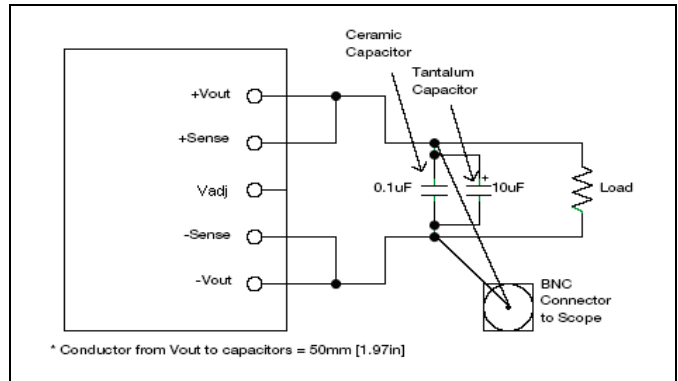 Ceramic
Capacitor
Tantalum
Capacitor
+Vout
+Sense
Vadj
-Sense
-Vout
0.1uF
+
10uF
Load
BNC
Connector
to Scope
* Conductor from Vout to capacitors = 50mm [1.97in]